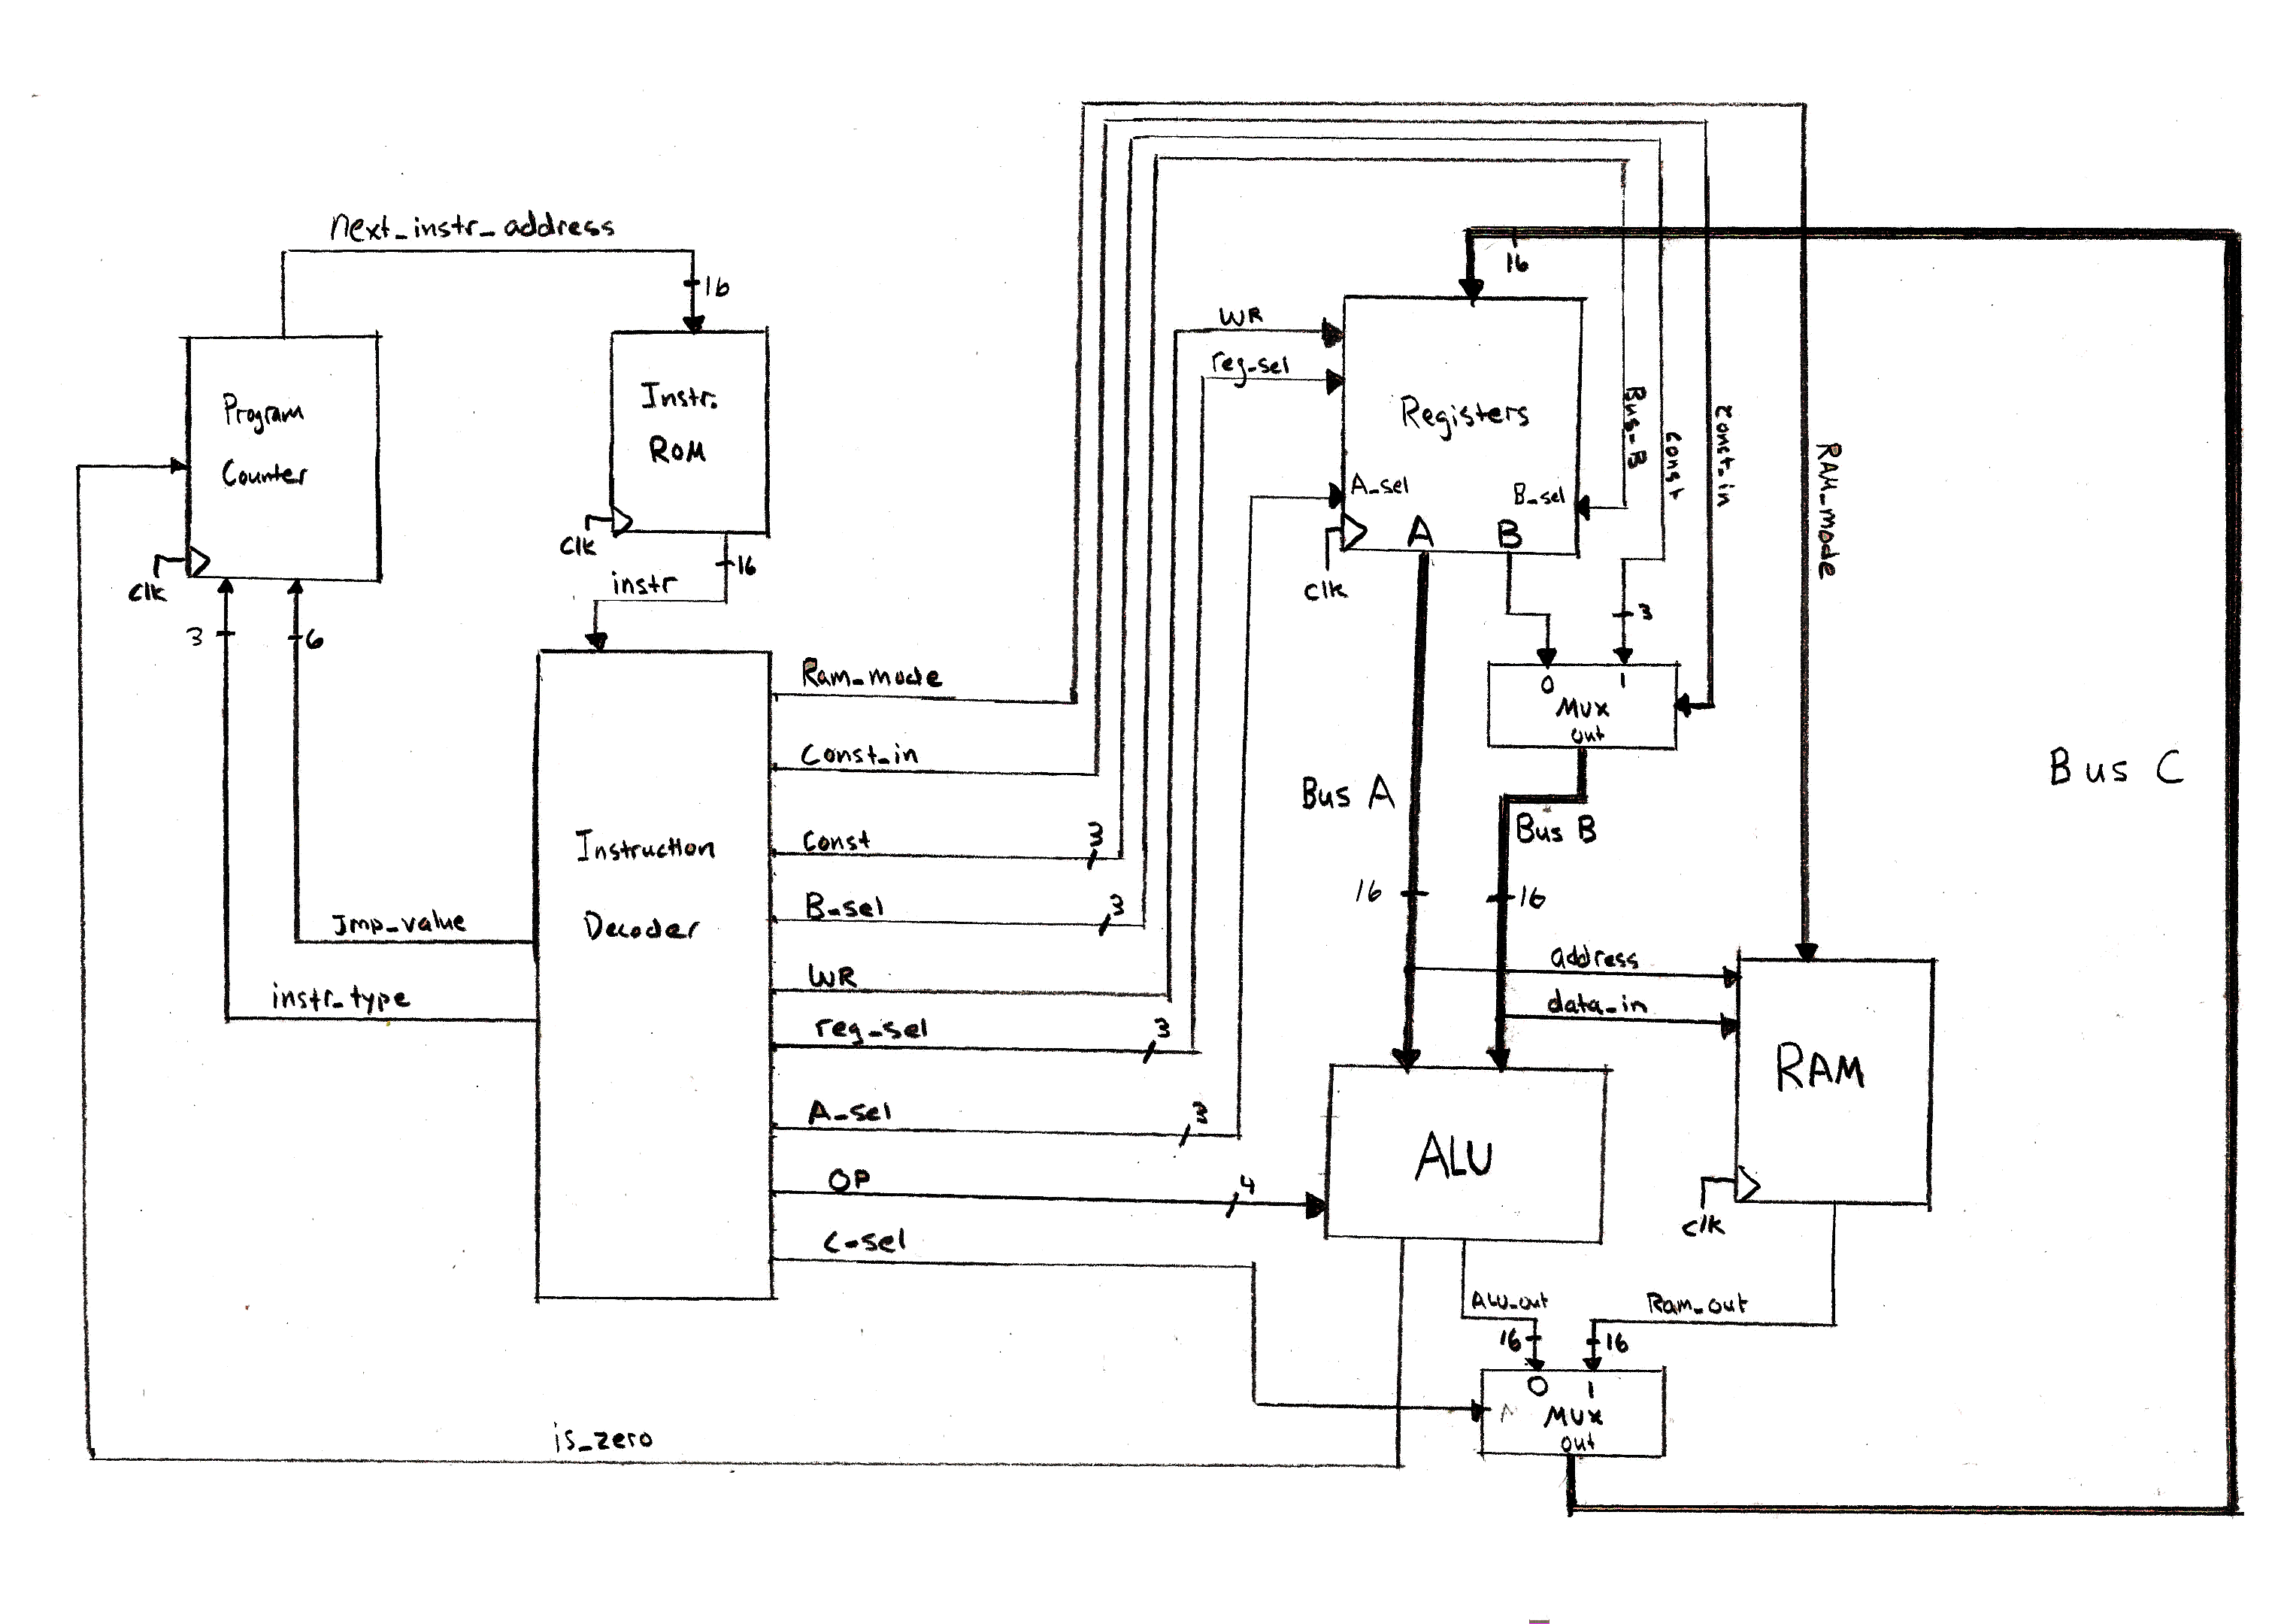 next_instr_address
16
Program
Counter
clk
3
6
Instr.
ROM
clk
16
instr
Jmp_value
instr_type
Instruction
Decoder
Ram_mode
Const_in
Const
3
B_sel
3
WR
reg_sel
3
A_sel
3
OP
4
C_sel
is_zero
16
WR
reg_sel
Registers
A_sel
B_sel
A
B
clk
Bus_B
Const
Const_in
RAM_mode
3
0
1
Mux
out
Bus A
Bus B
16
16
address
data_in
RAM
clk
ALU
ALU_out
Ram_out
16
16
0
1
Mux
out
Bus C